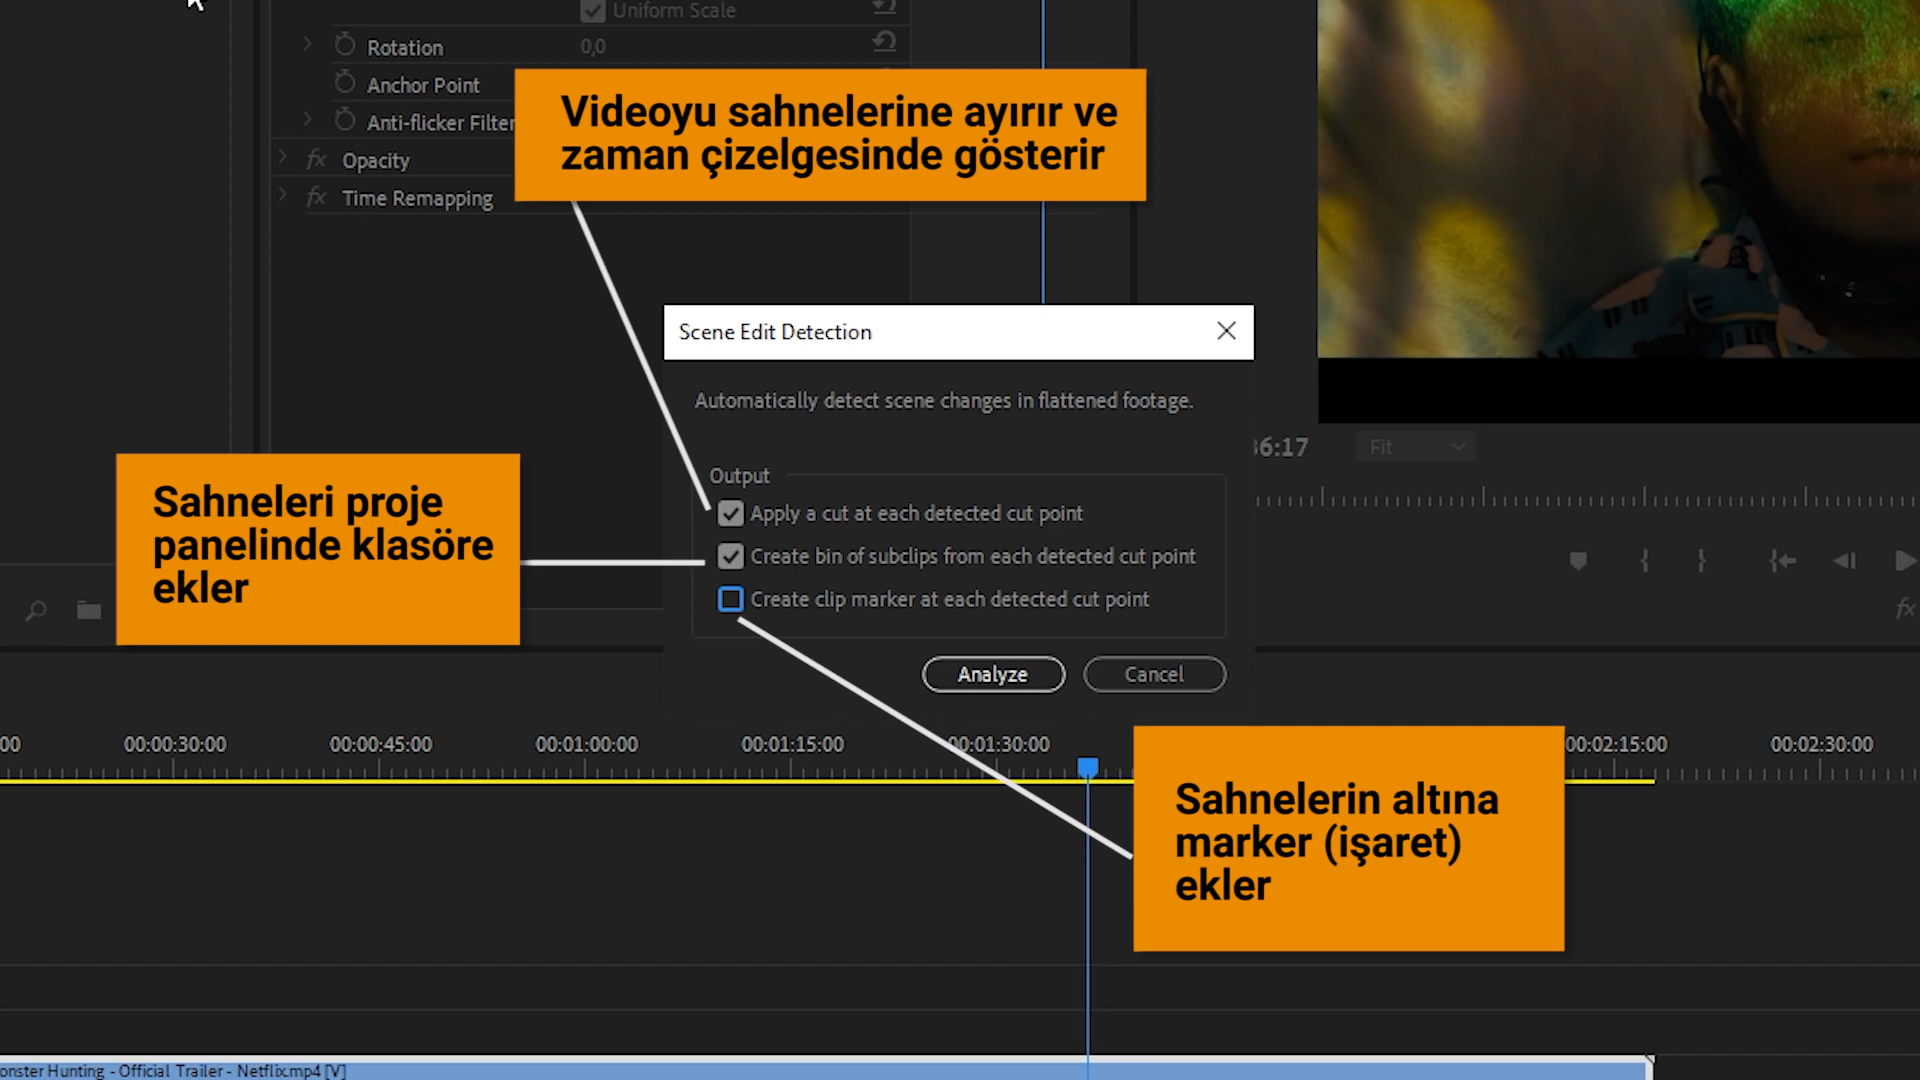 Uniform Scale
Rotation 0,0
Anchor Point
Anti-flicker Filter
fx Opacity
fx Time Remapping
Videoyu sahnelerine ayırır ve
zaman çizelgesinde gösterir
Scene Edit Detection
Automatically detect scene changes in flattened footage.
Output
Apply a cut at each detected cut point
Create bin of subclips from each detected cut point
Create clip marker at each detected cut point
Analyze Cancel
Sahneleri proje
panelinde klasöre
ekler
36:17 Fit
fx
00 00:00:30:00 00:00:45:00 00:01:00:00 00:01:15:00 00:01:30:00 00:02:15:00 00:02:30:00
Sahnelerin altına
marker (işaret)
ekler
onster Hunting - Official Trailer - Netflix.mp4 [V]